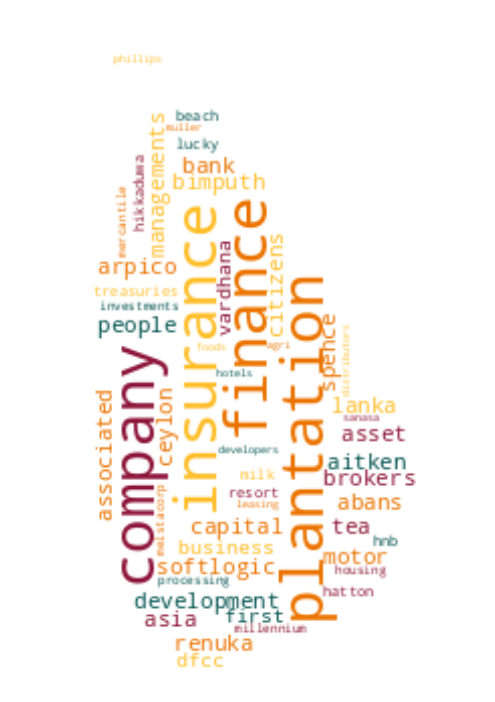 phillips
beach
muller
managements
lucky
hikkaduwa
bank
bimputh
mercantile
insurance
finance
vardhana
citizens
arpico
plantation
treasuries
investments
people
spence
distributors
foods
agri
company
hotels
associated
ceylon
lanka
sanasa
asset
developers
aitken
milk
brokers
resort
leasing
abans
meistacorp
capital
tea
hnb
business
motor
softlogic
housing
processing
hatton
development
first
asia
millennium
renuka
dfcc